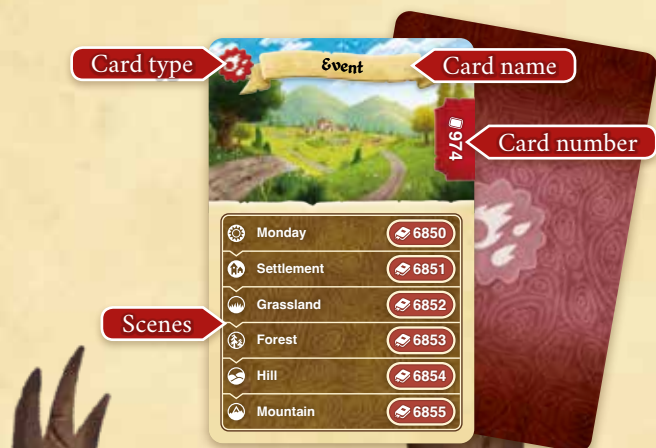 Card type
Event
Card name
974
Card number
Monday 6850
Settlement 6851
Grassland 6852
Scenes
Forest 6853
Hill 6854
Mountain 6855